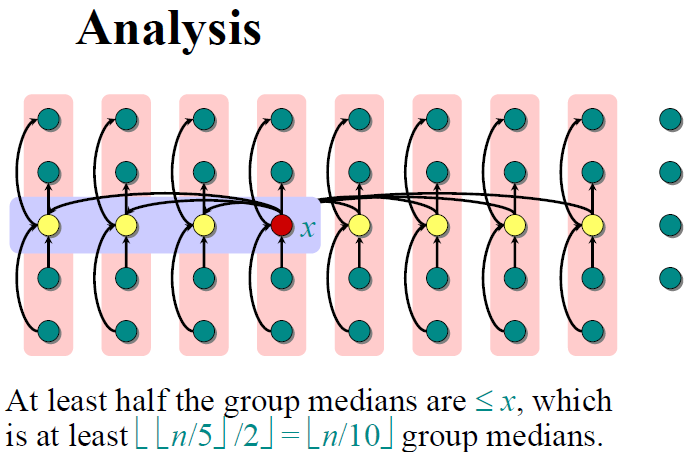 Analysis
x
At least half the group medians are ≤ x, which
is at least ⌊ ⌊n/5⌋ /2⌋ = ⌊n/10⌋ group medians.